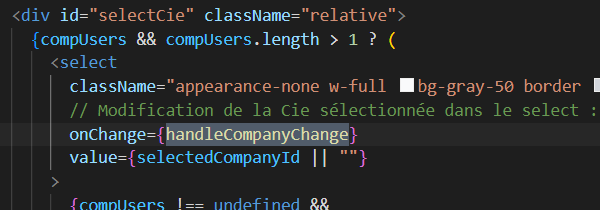 <div id="selectCie" className="relative">
{compUsers && compUsers.length > 1 ? (
<select
className="appearance-none w-full bg-gray-50 border
// Modification de la Cie sélectionnée dans le select :
onChange={handleCompanyChange}
value={selectedCompanyId || ""}
>
{compUsers !== undefined &&